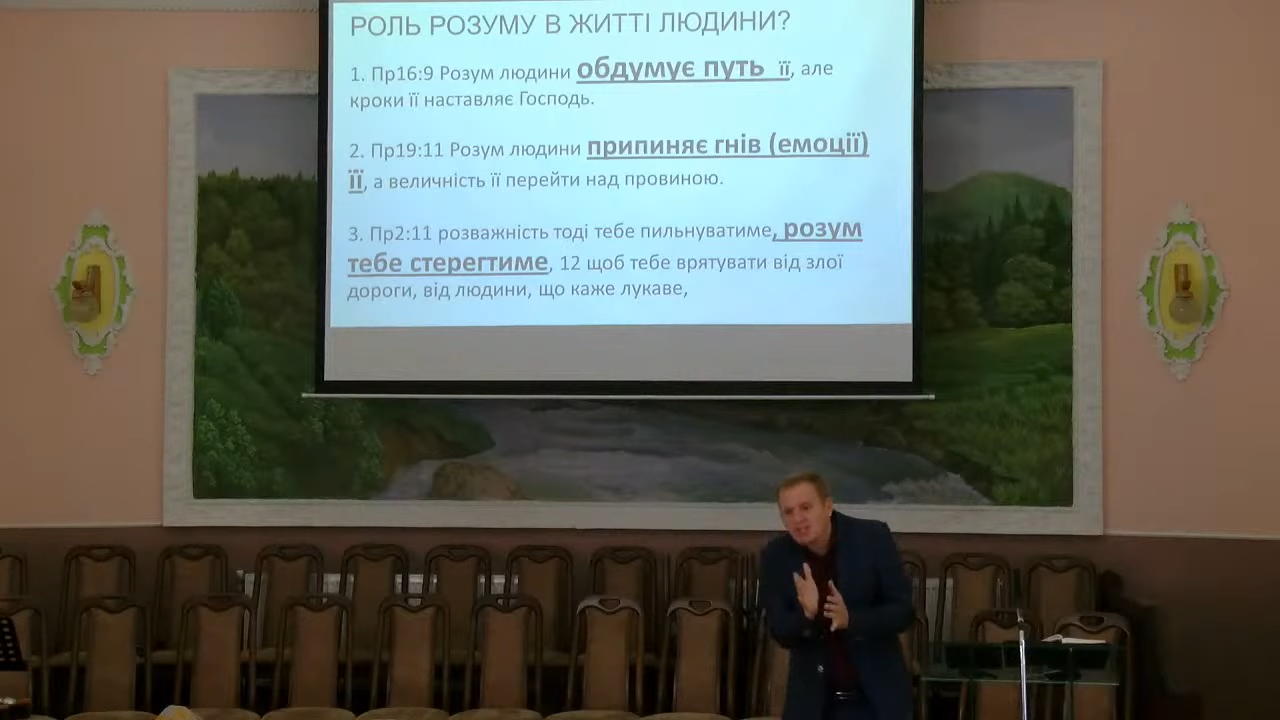 РОЛЬ РОЗУМУ В ЖИТТІ ЛЮДИНИ?
1. Пр16:9 Розум людини обдумує путь її, але
кроки її наставляє Господь.
2. Пр19:11 Розум людини припиняє гнів (емоції)
її, а величність її перейти над провиною.
3. Пр2:11 розважність тоді тебе пильнуватиме, розум
тебе стерегтиме, 12 щоб тебе врятувати від злої
дороги, від людини, що каже лукаве,